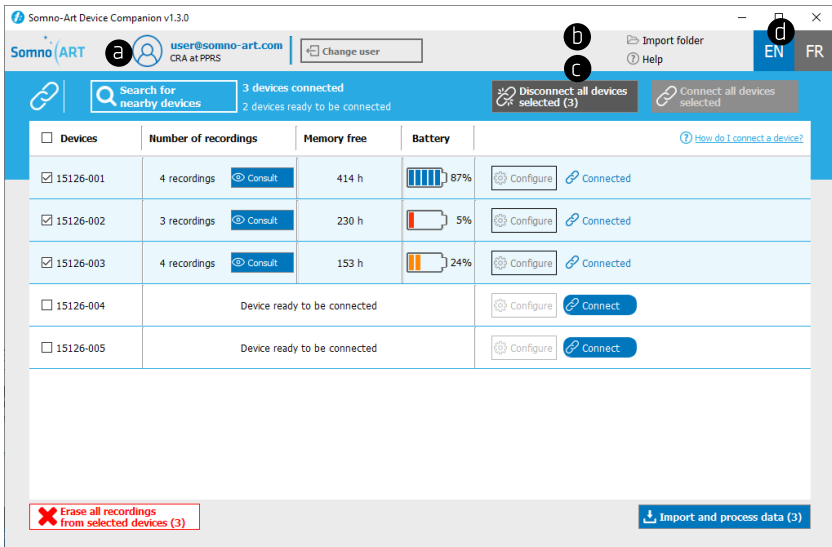 Somno-Art Device Companion v1.3.0
Somno ART
a
user@somno-art.com
CRA at PPRS
Change user
b
Import folder
Help
c
d
EN
FR
Search for
nearby devices
3 devices connected
2 devices ready to be connected
Disconnect all devices
selected (3)
Connect all devices
selected
Devices Number of recordings Memory free Battery How do I connect a device?
15126-001 4 recordings Consult 414 h 87% Configure Connected
15126-002 3 recordings Consult 230 h 5% Configure Connected
15126-003 4 recordings Consult 153 h 24% Configure Connected
15126-004 Device ready to be connected Configure Connect
15126-005 Device ready to be connected Configure Connect
Erase all recordings
from selected devices (3)
Import and process data (3)